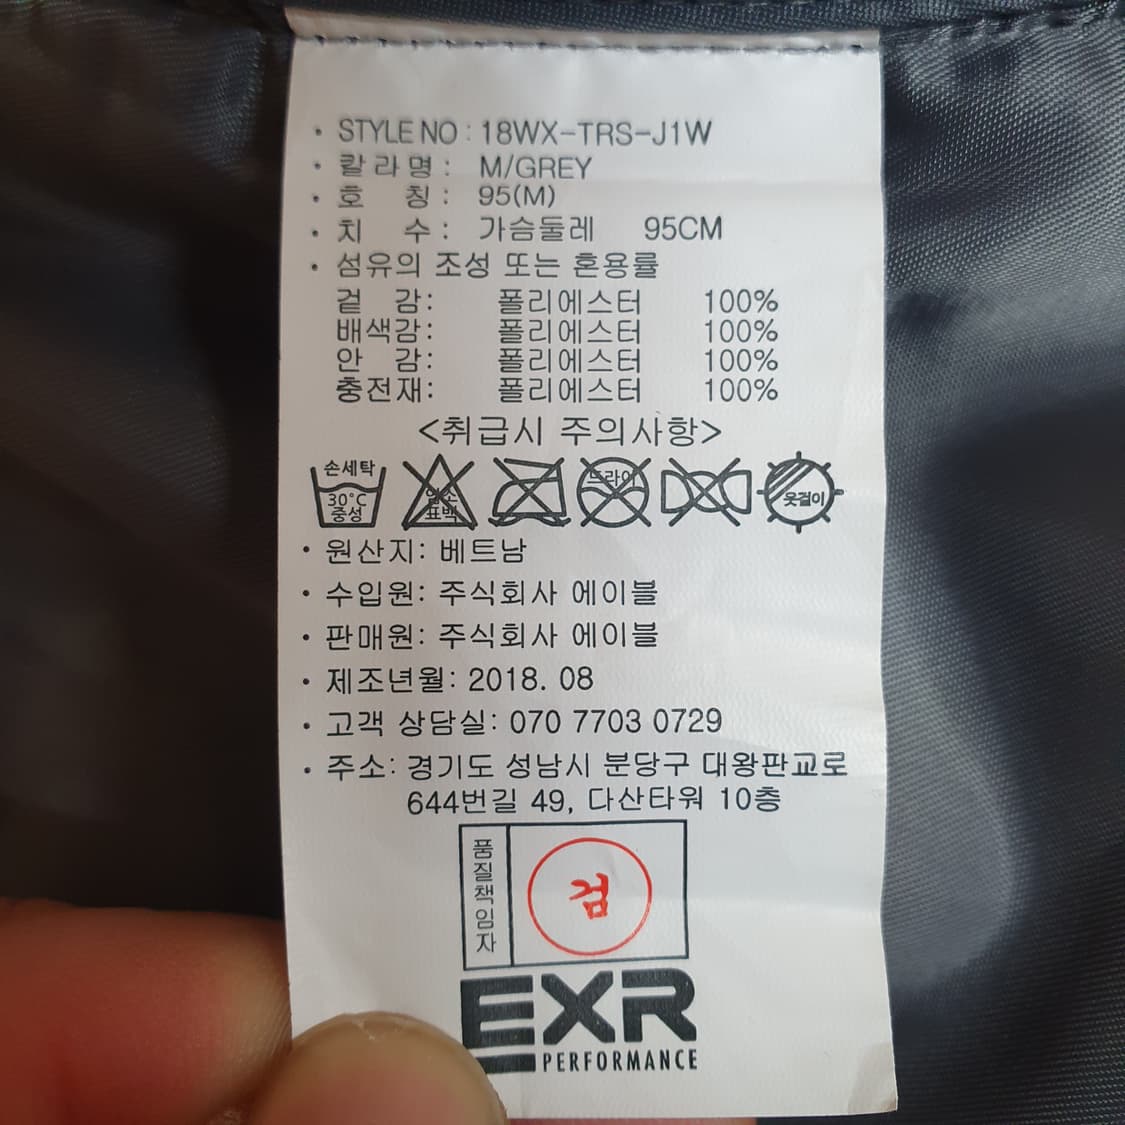 · STYLE NO : 18WX-TRS-J1W
· 칼라명 : M/GREY
· 호 칭 : 95(M)
· 치 수 : 가슴둘레 95CM
· 섬유의 조성 또는 혼용률
겉 감: 폴리에스터 100%
배색감: 폴리에스터 100%
안 감: 폴리에스터 100%
충전재: 폴리에스터 100%
<취급시 주의사항>
손세탁
30°C
중성
염소
표백
드라이
옷걸이
· 원산지: 베트남
· 수입원: 주식회사 에이블
· 판매원: 주식회사 에이블
· 제조년월: 2018. 08
· 고객 상담실: 070 7703 0729
· 주소: 경기도 성남시 분당구 대왕판교로
644번길 49, 다산타워 10층
품질책임자
검
EXR
PERFORMANCE